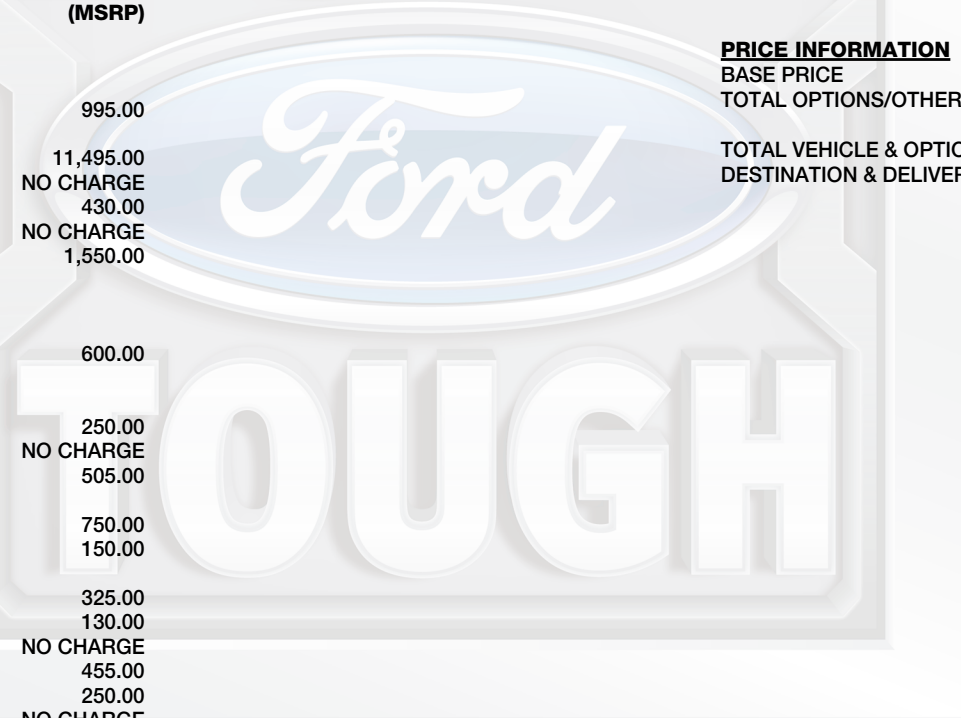 (MSRP)
995.00
11,495.00
NO CHARGE
430.00
NO CHARGE
1,550.00
600.00
250.00
NO CHARGE
505.00
750.00
150.00
325.00
130.00
NO CHARGE
455.00
250.00
NO CHARGE
PRICE INFORMATION
BASE PRICE
TOTAL OPTIONS/OTHER
TOTAL VEHICLE & OPTIO
DESTINATION & DELIVER
Ford
TOUGH